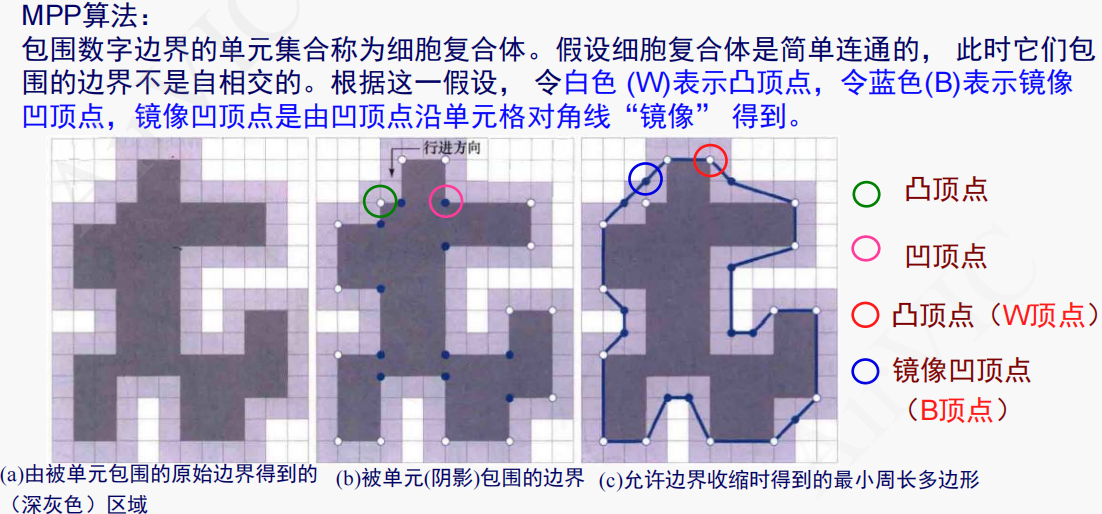 MPP算法：
包围数字边界的单元集合称为细胞复合体。假设细胞复合体是简单连通的， 此时它们包
围的边界不是自相交的。根据这一假设， 令白色 (W)表示凸顶点，令蓝色(B)表示镜像
凹顶点，镜像凹顶点是由凹顶点沿单元格对角线“镜像” 得到。
行进方向
凸顶点
凹顶点
凸顶点（W顶点）
镜像凹顶点
（B顶点）
(a)由被单元包围的原始边界得到的
（深灰色）区域
(b)被单元(阴影)包围的边界
(c)允许边界收缩时得到的最小周长多边形